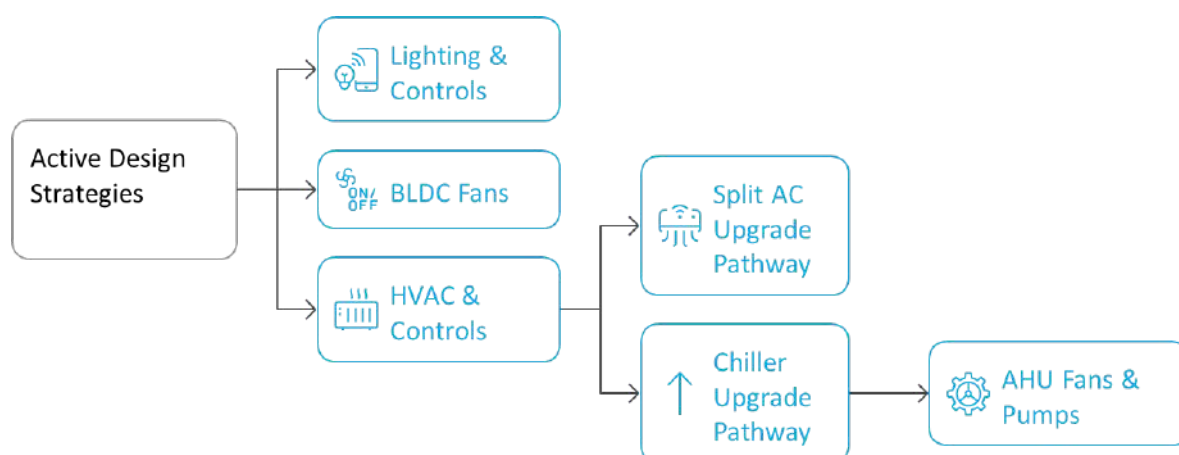 Active Design
Strategies
Lighting &
Controls
ON/
OFF
BLDC Fans
HVAC &
Controls
Split AC
Upgrade
Pathway
Chiller
Upgrade
Pathway
AHU Fans &
Pumps